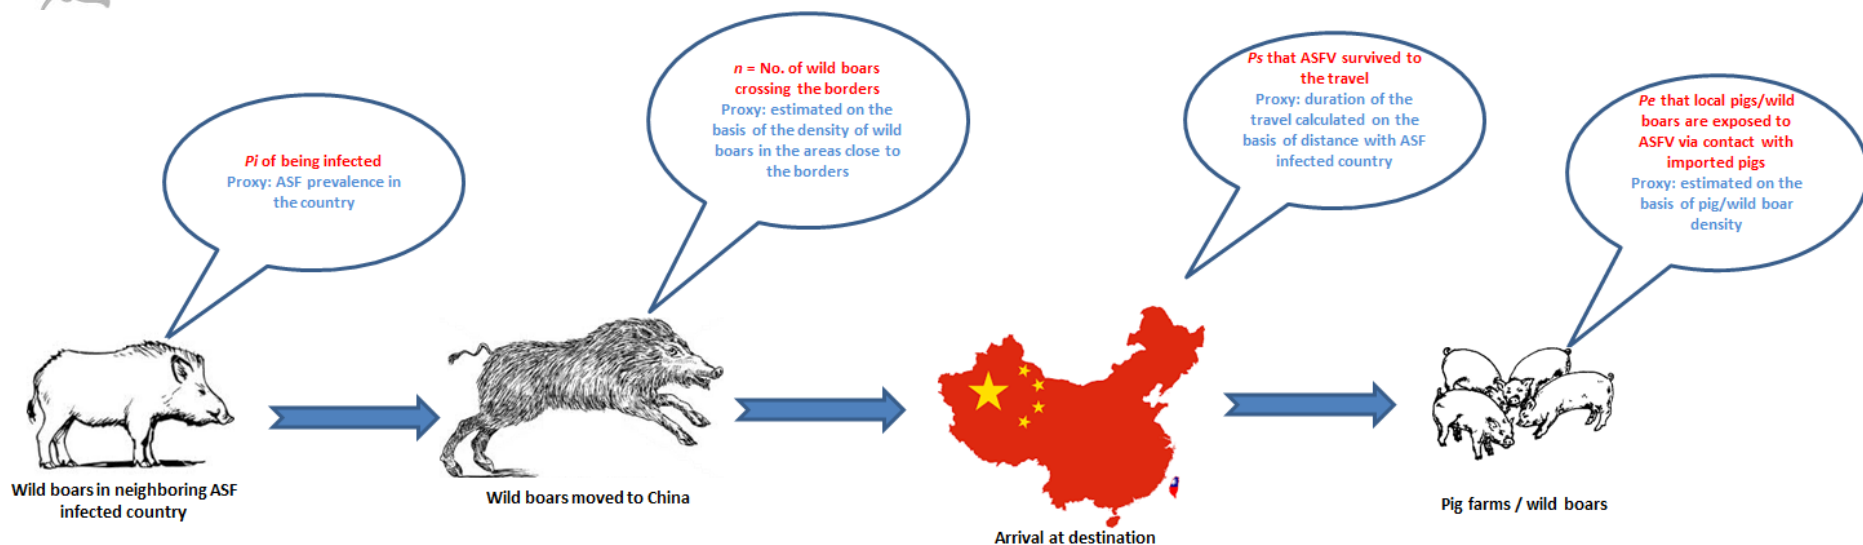 Pi of being infected
Proxy: ASF prevalence in
the country
n = No. of wild boars
crossing the borders
Proxy: estimated on the
basis of the density of wild
boars in the areas close to
the borders
Ps that ASFV survived to
the travel
Proxy: duration of the
travel calculated on the
basis of distance with ASF
infected country
Pe that local pigs/wild
boars are exposed to
ASFV via contact with
imported pigs
Proxy: estimated on the
basis of pig/wild boar
density
Wild boars in neighboring ASF
infected country
Wild boars moved to China
Arrival at destination
Pig farms / wild boars